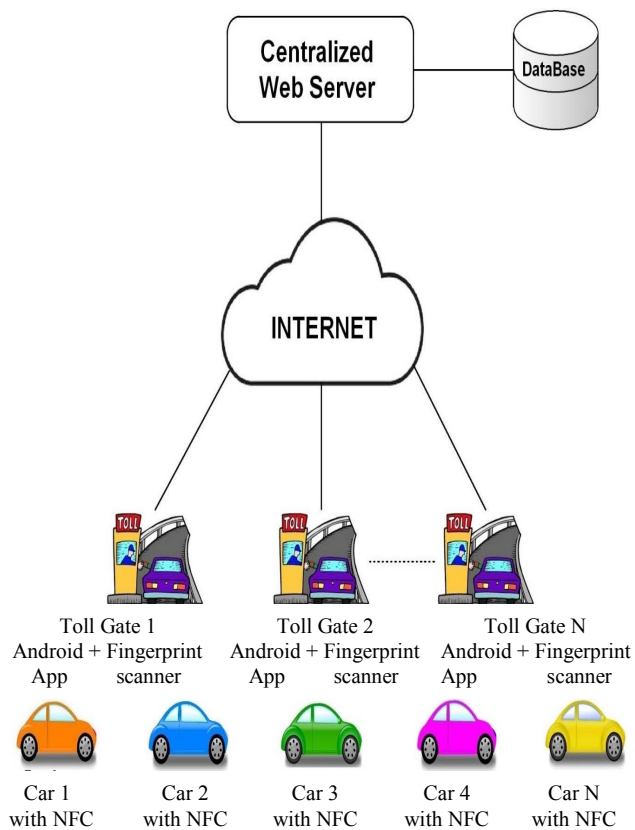 Centralized
Web Server
DataBase
INTERNET
TOLL
TOLL
TOLL
Toll Gate 1
Android + Fingerprint
App scanner
Toll Gate 2
Android + Fingerprint
App scanner
Toll Gate N
Android + Fingerprint
App scanner
Car 1
with NFC
Car 2
with NFC
Car 3
with NFC
Car 4
with NFC
Car N
with NFC